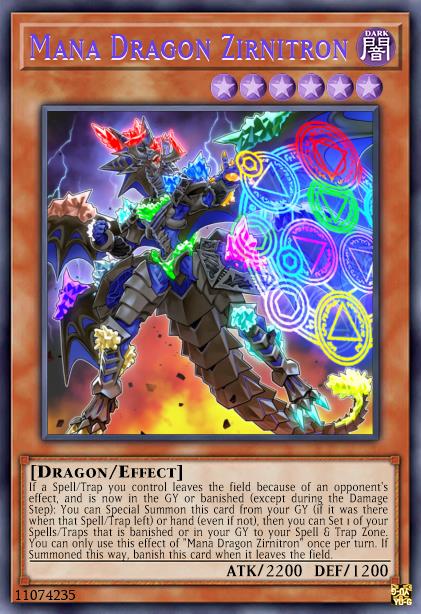 MANA DRAGON ZIRNITRON
DARK
闇
[DRAGON/EFFECT]
If a Spell/Trap you control leaves the field because of an opponent's
effect, and is now in the GY or banished (except during the Damage
Step): You can Special Summon this card from your GY (if it was there
when that Spell/Trap left) or hand (even if not), then you can Set 1 of your
Spells/Traps that is banished or in your GY to your Spell & Trap Zone.
You can only use this effect of "Mana Dragon Zirnitron" once per turn. If
Summoned this way, banish this card when it leaves the field.
ATK/2200 DEF/1200
11074235